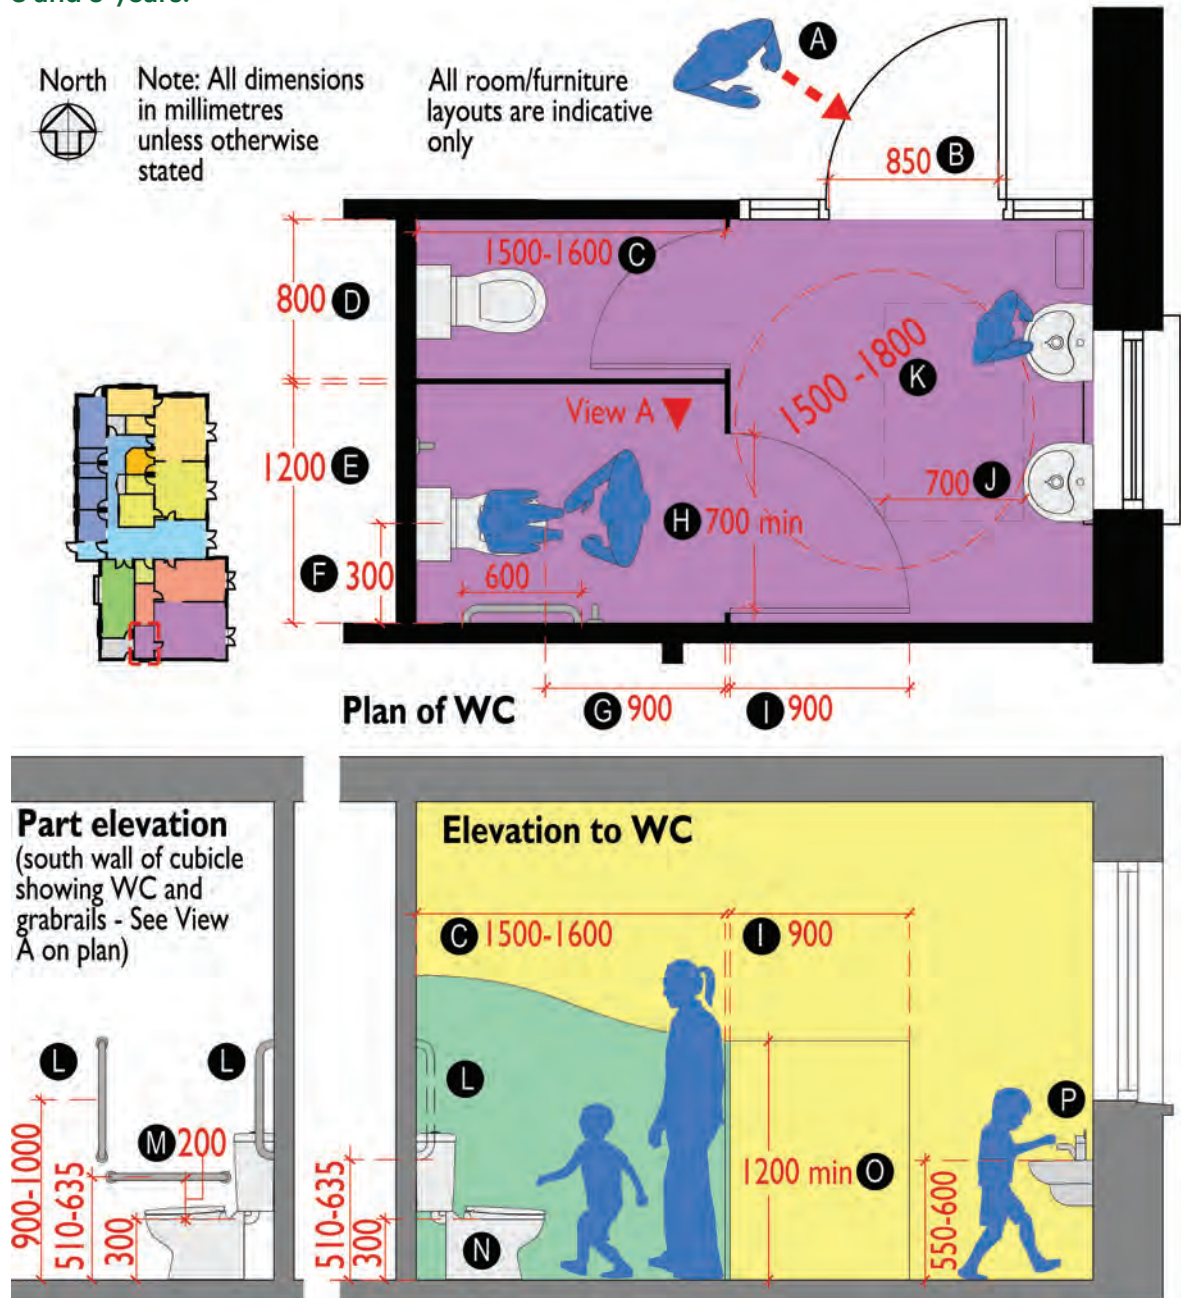 North
Note: All dimensions
in millimetres
unless otherwise
stated
All room/furniture
layouts are indicative
only
A
850 B
1500-1600 C
800 D
1500 -1800
K
View A
1200 E
700 J
H 700 min
F 300
600
Plan of WC
G 900
I 900
Part elevation
(south wall of cubicle
showing WC and
grabrails - See View
A on plan)
Elevation to WC
C 1500-1600
I 900
L
L
L
P
M 200
1200 min O
900-1000
510-635
300
510-635
300
N
550-600